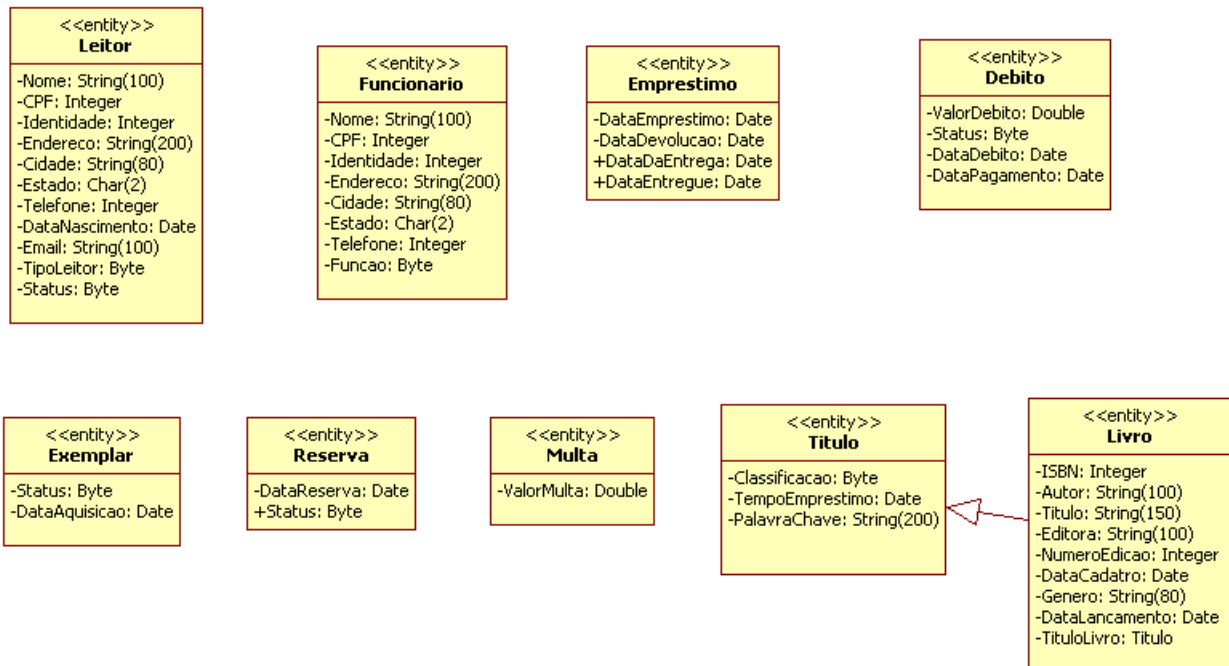 <<entity>>
Leitor
-Nome: String(100)
-CPF: Integer
-Identidade: Integer
-Endereco: String(200)
-Cidade: String(80)
-Estado: Char(2)
-Telefone: Integer
-DataNascimento: Date
-Email: String(100)
-TipoLeitor: Byte
-Status: Byte
<<entity>>
Funcionario
-Nome: String(100)
-CPF: Integer
-Identidade: Integer
-Endereco: String(200)
-Cidade: String(80)
-Estado: Char(2)
-Telefone: Integer
-Funcao: Byte
<<entity>>
Emprestimo
-DataEmprestimo: Date
-DataDevolucao: Date
+DataDaEntrega: Date
+DataEntregue: Date
<<entity>>
Debito
-ValorDebito: Double
-Status: Byte
-DataDebito: Date
-DataPagamento: Date
<<entity>>
Exemplar
-Status: Byte
-DataAquisicao: Date
<<entity>>
Reserva
-DataReserva: Date
+Status: Byte
<<entity>>
Multa
-ValorMulta: Double
<<entity>>
Titulo
-Classificacao: Byte
-TempoEmprestimo: Date
-PalavraChave: String(200)
<<entity>>
Livro
-ISBN: Integer
-Autor: String(100)
-Titulo: String(150)
-Editora: String(100)
-NumeroEdicao: Integer
-DataCadatro: Date
-Genero: String(80)
-DataLancamento: Date
-TituloLivro: Titulo